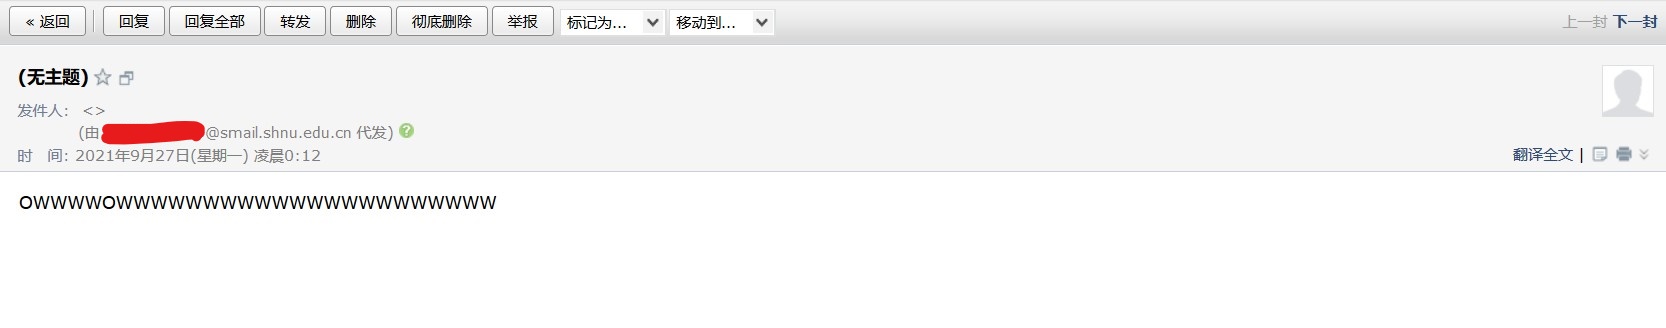 « 返回 回复 回复全部 转发 删除 彻底删除 举报 标记为... 移动到... 上一封 下一封
(无主题)
发件人： <>
(由 @smail.shnu.edu.cn 代发) ?
时 间：2021年9月27日(星期一) 凌晨0:12
翻译全文 |
OWWWWOWWWWWWWWWWWWWWWWWWWWWW